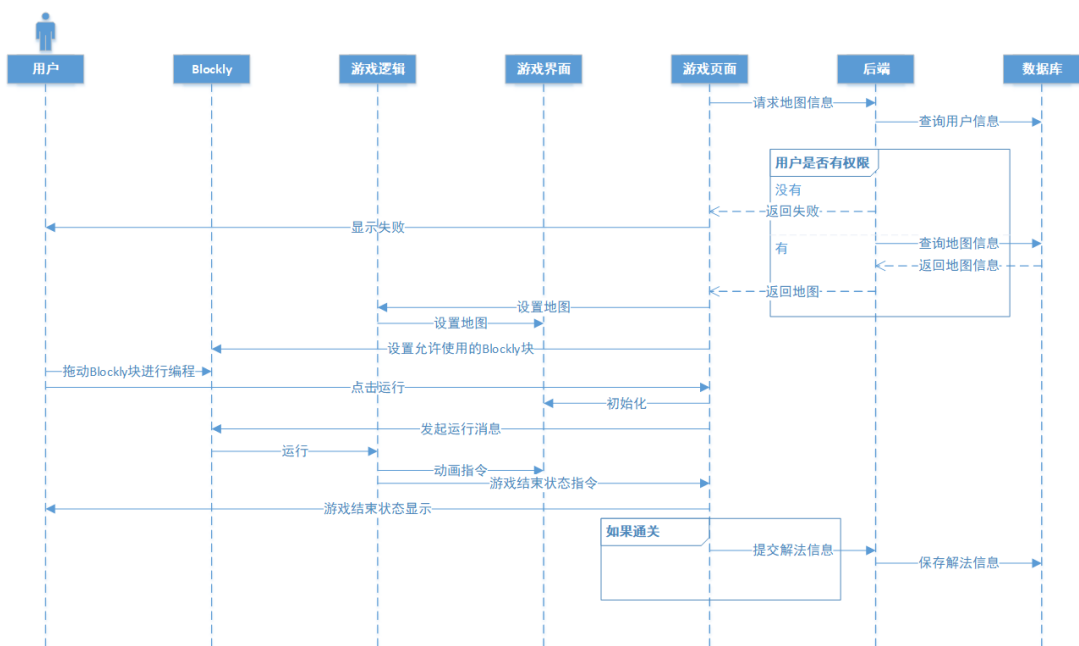 用户
Blockly
游戏逻辑
游戏界面
游戏页面
后端
数据库
请求地图信息
查询用户信息
用户是否有权限
没有
返回失败
显示失败
查询地图信息
有
返回地图信息
返回地图
设置地图
设置地图
设置允许使用的Blockly块
拖动Blockly块进行编程
点击运行
初始化
发起运行消息
运行
动画指令
游戏结束状态指令
游戏结束状态显示
如果通关
提交解法信息
保存解法信息